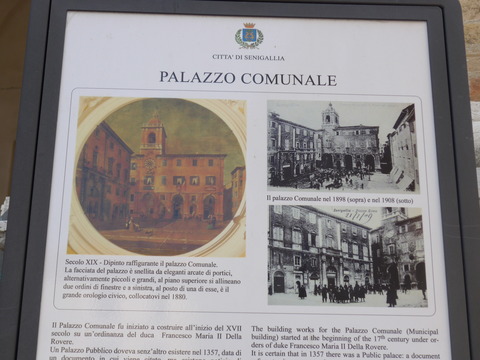 CITTA' DI SENIGALLIA
PALAZZO COMUNALE
Il palazzo comunale nel 1898 (sopra) e nel 1908 (sotto)
Secolo XIX - Dipinto raffigurante il palazzo Comunale.
La facciata del palazzo è snellita da eleganti arcate di portici,
alternativamente piccoli e grandi, al piano superiore si allineano
due ordini di finestre e a sinistra, al posto di una di esse, è il
grande orologio civico, collocatovi nel 1880.
Il Palazzo Comunale fu iniziato a costruire all'inizio del XVII
secolo su un'ordinanza del duca Francesco Maria II Della
Rovere.
Un Palazzo Pubblico doveva senz'altro esistere nel 1357, data di
un documento in cui viene
The building works for the Palazzo Comunale (Municipal
building) started at the beginning of the 17th century under or-
ders of duke Francesco Maria II Della Rovere.
It is certain that in 1357 there was a Public palace: a document